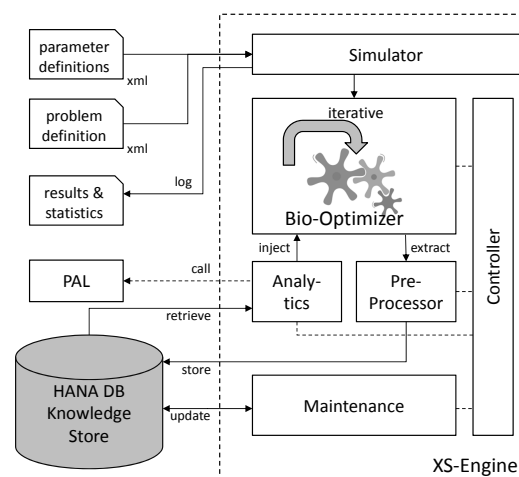 parameter
definitions
xml
Simulator
problem
definition
xml
iterative
Bio-Optimizer
results &
statistics
log
inject
extract
Controller
PAL
call
Analy-
tics
Pre-
Processor
retrieve
store
HANA DB
Knowledge
Store
update
Maintenance
XS-Engine